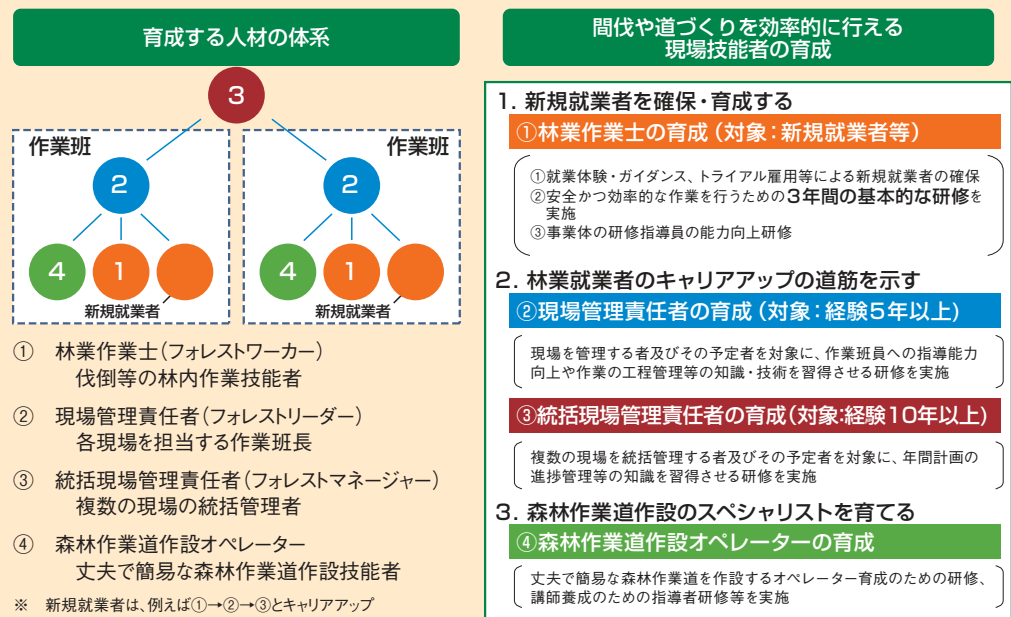 育成する人材の体系
3
作業班
作業班
2
2
4
1
4
1
新規就業者
新規就業者
① 林業作業士(フォレストワーカー)
伐倒等の林内作業技能者
② 現場管理責任者(フォレストリーダー)
各現場を担当する作業班長
③ 統括現場管理責任者(フォレストマネージャー)
複数の現場の統括管理者
④ 森林作業道作設オペレーター
丈夫で簡易な森林作業道作設技能者
※ 新規就業者は、例えば①→②→③とキャリアアップ
間伐や道づくりを効率的に行える
現場技能者の育成
1. 新規就業者を確保・育成する
①林業作業士の育成(対象:新規就業者等)
①就業体験・ガイダンス、トライアル雇用等による新規就業者の確保
②安全かつ効率的な作業を行うための3年間の基本的な研修を
実施
③事業体の研修指導員の能力向上研修
2. 林業就業者のキャリアアップの道筋を示す
②現場管理責任者の育成(対象:経験5年以上)
現場を管理する者及びその予定者を対象に、作業班員への指導能力
向上や作業の工程管理等の知識・技術を習得させる研修を実施
③統括現場管理責任者の育成(対象:経験10年以上)
複数の現場を統括管理する者及びその予定者を対象に、年間計画の
進捗管理等の知識を習得させる研修を実施
3. 森林作業道作設のスペシャリストを育てる
④森林作業道作設オペレーターの育成
丈夫で簡易な森林作業道を作設するオペレーター育成のための研修、
講師養成のための指導者研修等を実施